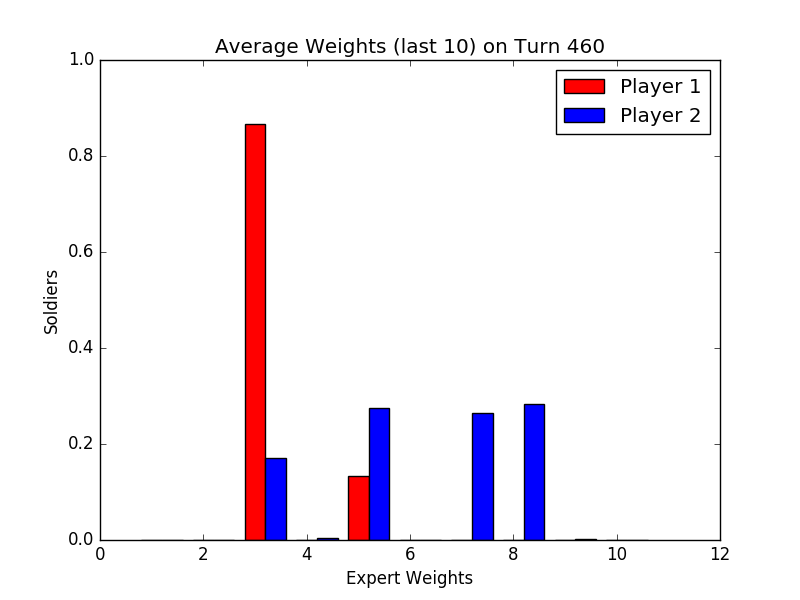 Average Weights (last 10) on Turn 460
Player 1
Player 2
1.0
0.8
0.6
0.4
0.2
0.0
Soldiers
0 2 4 6 8 10 12
Expert Weights